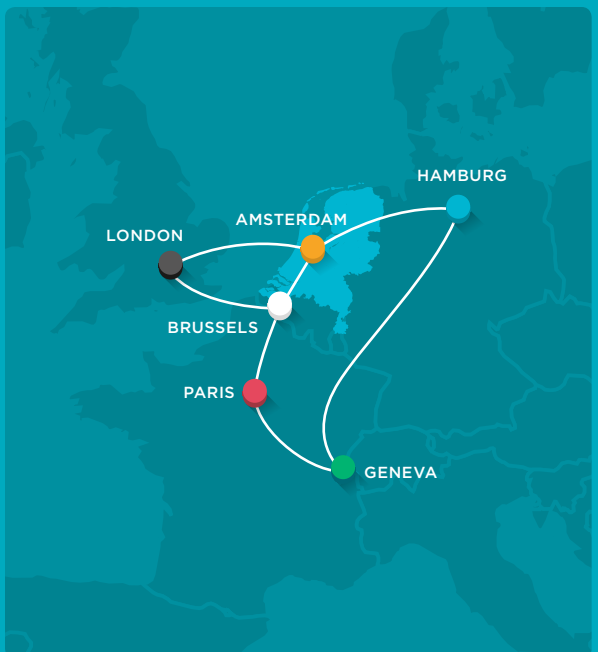 HAMBURG
AMSTERDAM
LONDON
BRUSSELS
PARIS
GENEVA